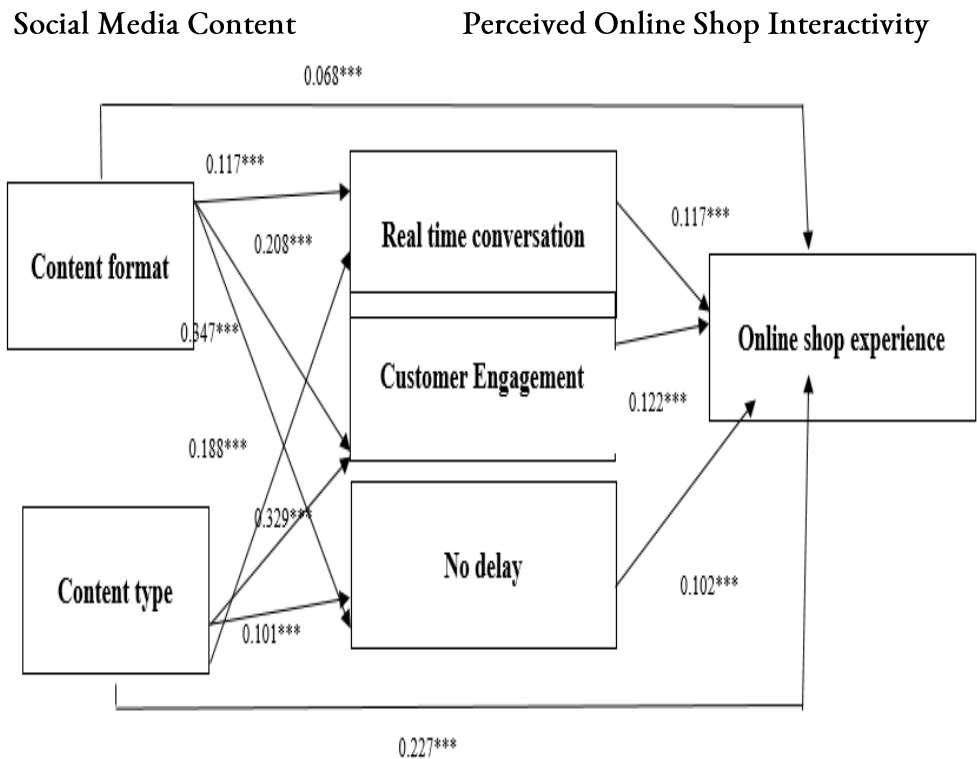 Social Media Content
Perceived Online Shop Interactivity
0.068***
0.117***
Real time conversation
0.117***
0.208***
Content format
0.347***
Online shop experience
Customer Engagement
0.122***
0.188***
0.329***
No delay
Content type
0.102***
0.101***
0.227***